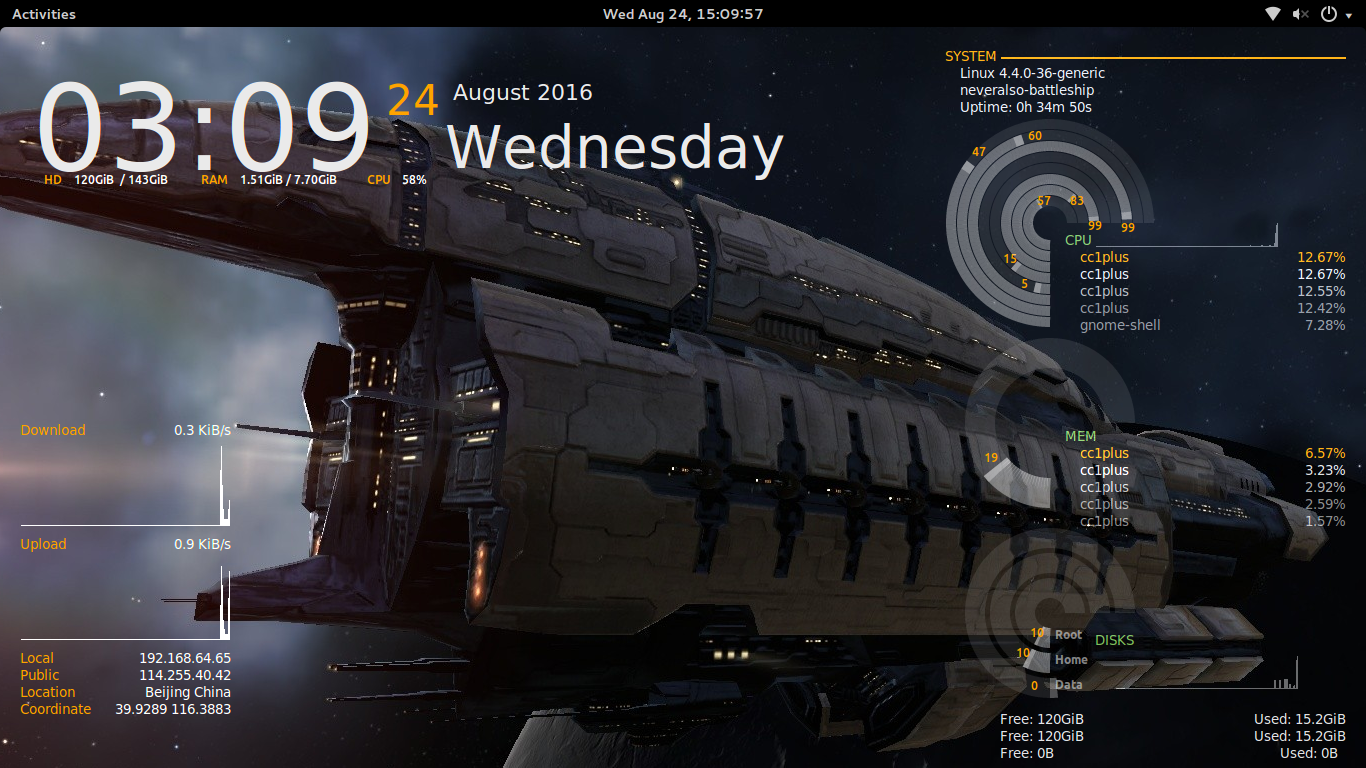 Activities
Wed Aug 24, 15:09:57
03:09
24 August 2016
Wednesday
HD 120GiB / 143GiB RAM 1.51GiB / 7.70GiB CPU 58%
SYSTEM
Linux 4.4.0-36-generic
neveralso-battleship
Uptime: 0h 34m 50s
60
47
57 83
99 99
15
5
CPU
cc1plus 12.67%
cc1plus 12.67%
cc1plus 12.55%
cc1plus 12.42%
gnome-shell 7.28%
Download 0.3 KiB/s
Upload 0.9 KiB/s
Local 192.168.64.65
Public 114.255.40.42
Location Beijing China
Coordinate 39.9289 116.3883
MEM
19
cc1plus 6.57%
cc1plus 3.23%
cc1plus 2.92%
cc1plus 2.59%
cc1plus 1.57%
DISKS
10 Root
10 Home
0 Data
Free: 120GiB Used: 15.2GiB
Free: 120GiB Used: 15.2GiB
Free: 0B Used: 0B